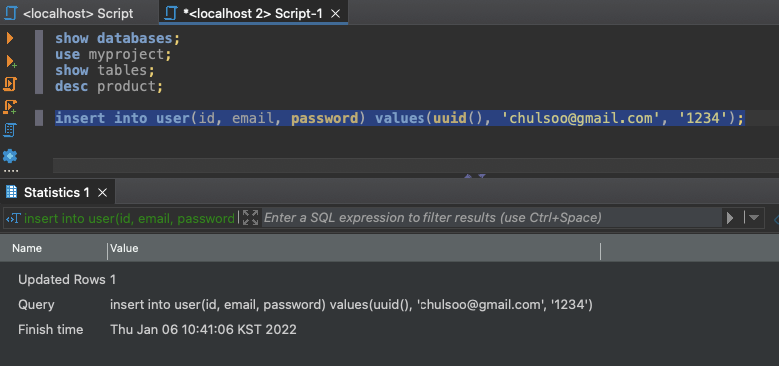 <localhost> Script
*<localhost 2> Script-1
show databases;
use myproject;
show tables;
desc product;
insert into user(id, email, password) values(uuid(), 'chulsoo@gmail.com', '1234');
Statistics 1
insert into user(id, email, password
Enter a SQL expression to filter results (use Ctrl+Space)
Name Value
Updated Rows 1
Query insert into user(id, email, password) values(uuid(), 'chulsoo@gmail.com', '1234')
Finish time Thu Jan 06 10:41:06 KST 2022